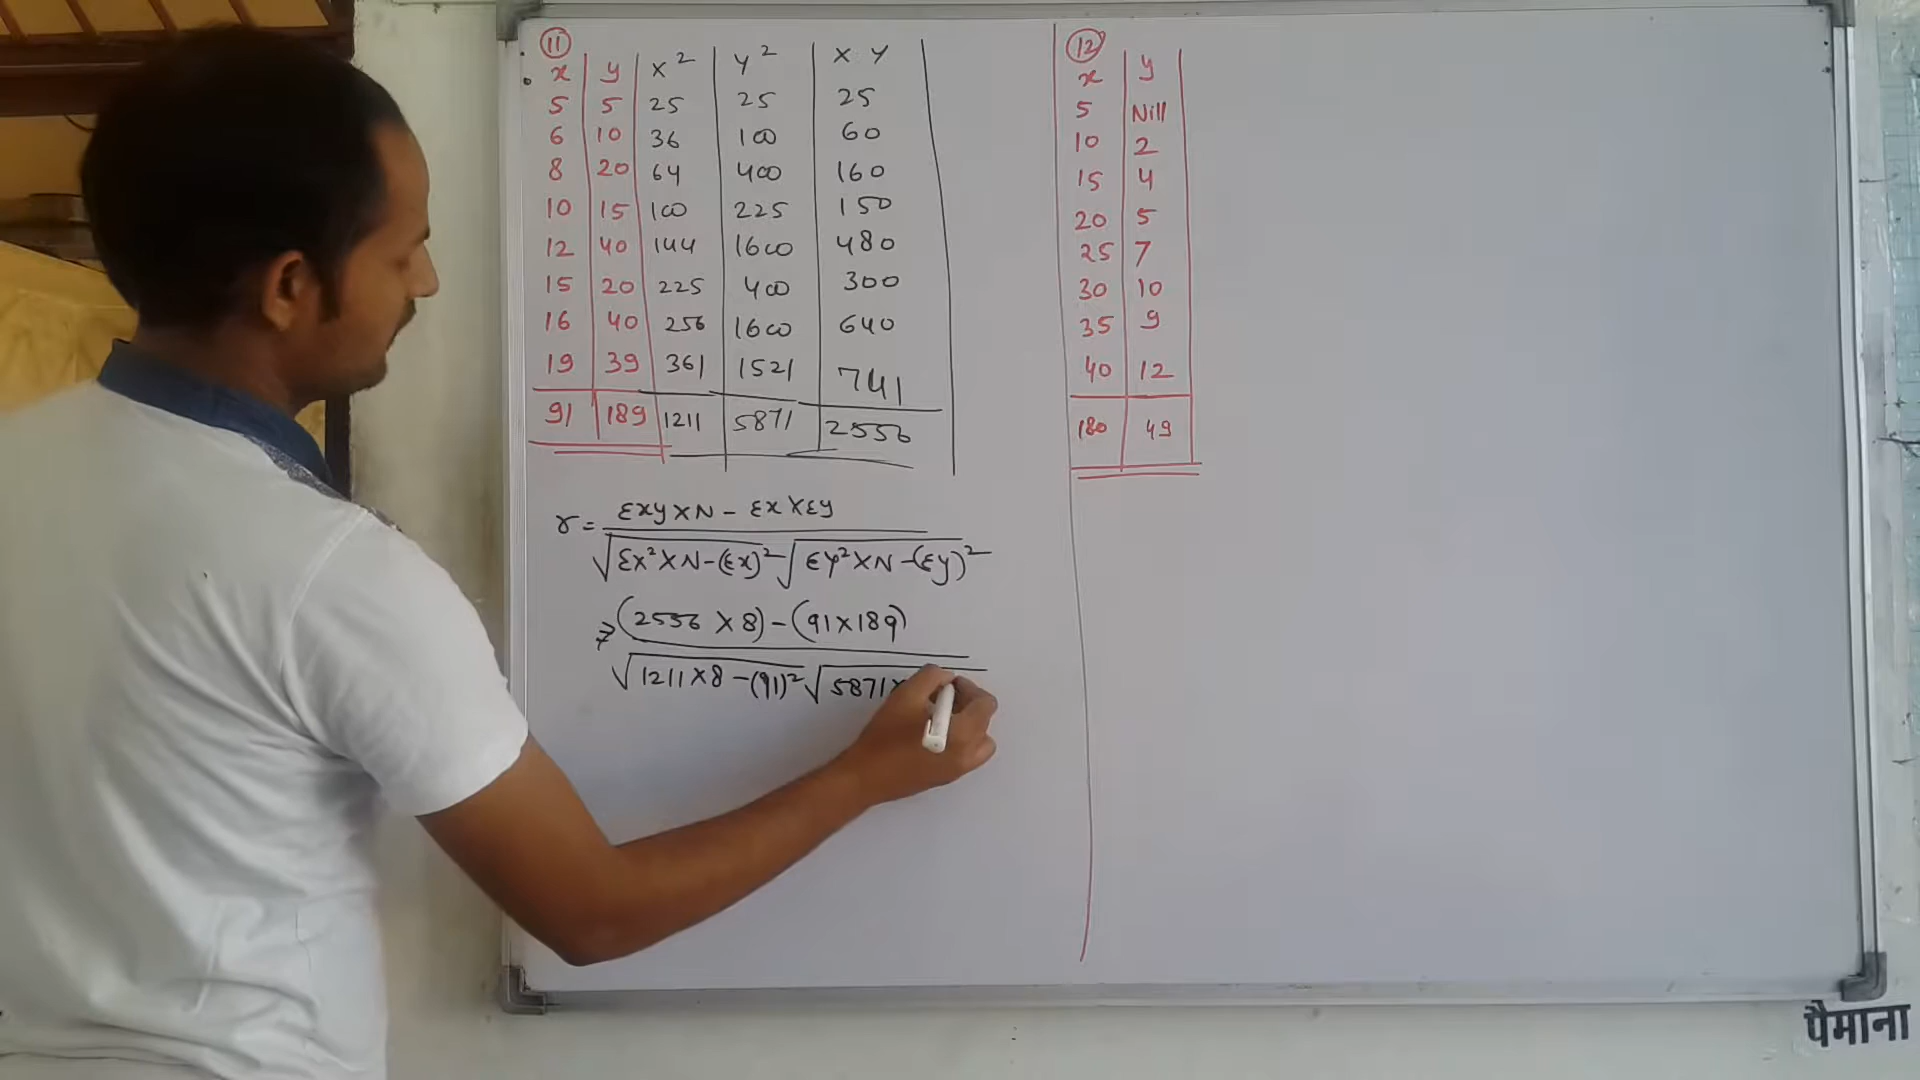 11
x y X² Y² XY
5 5 25 25 25
6 10 36 100 60
8 20 64 400 160
10 15 100 225 150
12 40 144 1600 480
15 20 225 400 300
16 40 256 1600 640
19 39 361 1521 741
91 189 1211 5871 2556
r = Σxy×N - Σx×Σy
√Σx²×N-(Σx)² √Σy²×N-(Σy)²
(2556 × 8) - (91×189)
√1211×8-(91)² √5871×
12
x y
5 Nill
10 2
15 4
20 5
25 7
30 10
35 9
40 12
180 49
पैमाना